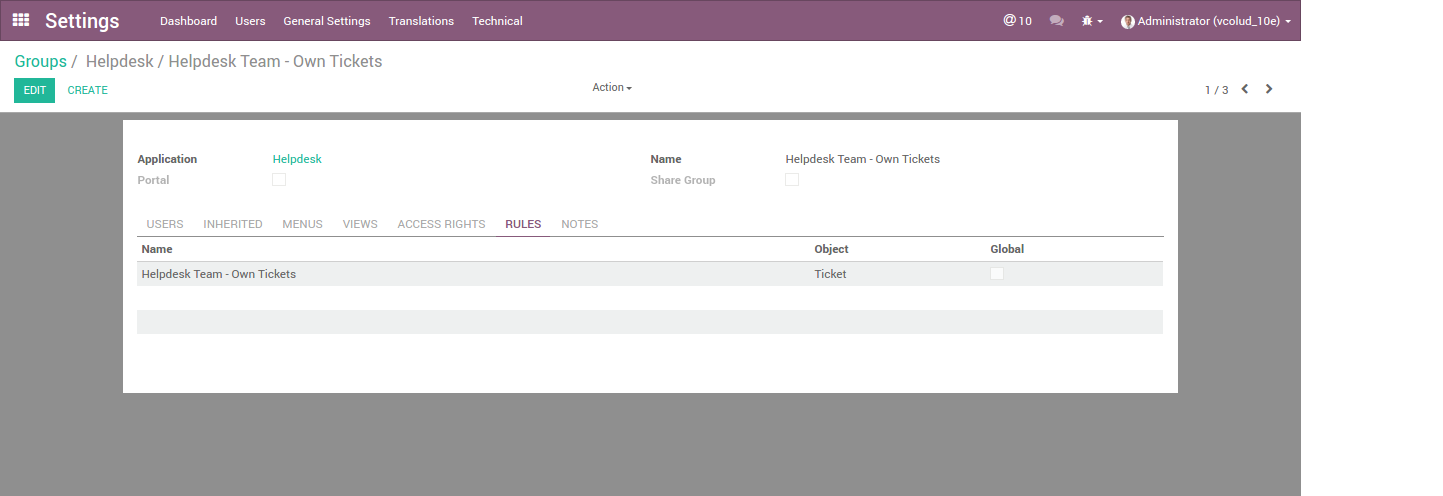 Settings Dashboard Users General Settings Translations Technical @ 10 Administrator (vcolud_10e)
Groups / Helpdesk / Helpdesk Team - Own Tickets
EDIT CREATE Action 1 / 3
Application Helpdesk Name Helpdesk Team - Own Tickets
Portal Share Group
USERS INHERITED MENUS VIEWS ACCESS RIGHTS RULES NOTES
Name Object Global
Helpdesk Team - Own Tickets Ticket